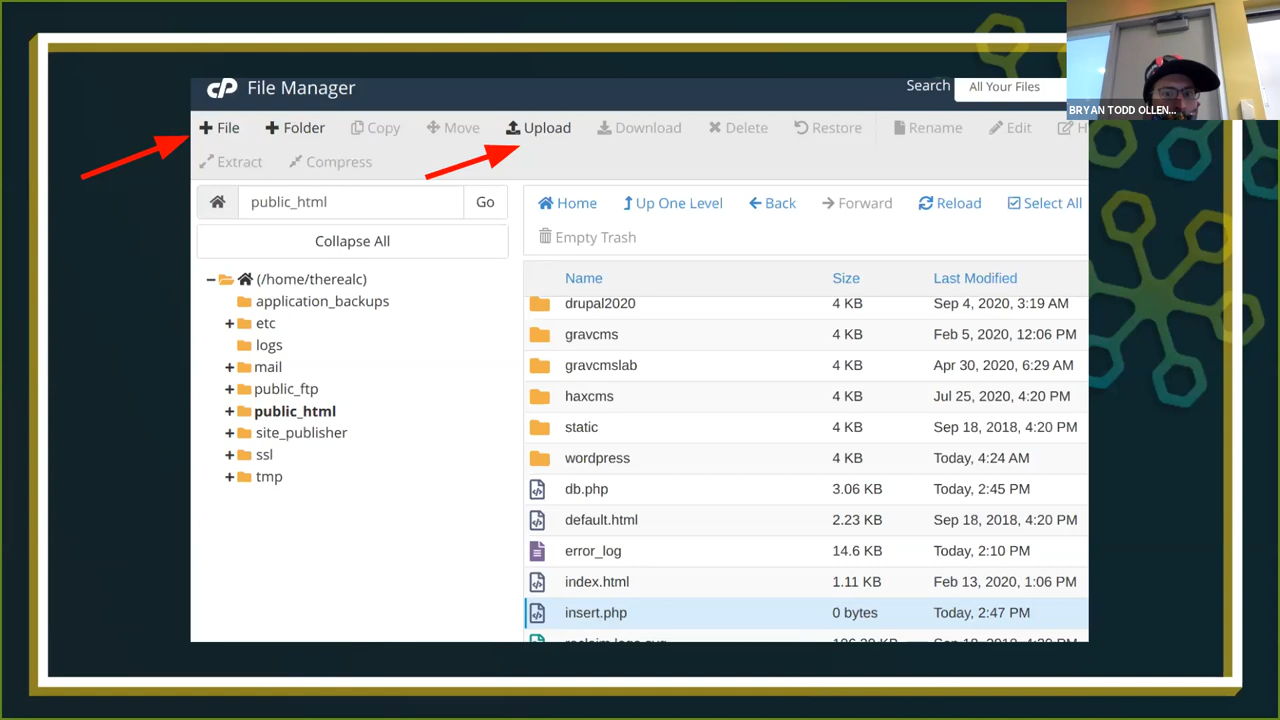 cP File Manager
Search All Your Files
BRYAN TODD OLLEN...
File Folder Copy Move Upload Download Delete Restore Rename Edit H
Extract Compress
public_html Go
Collapse All
(/home/therealc)
application_backups
etc
logs
mail
public_ftp
public_html
site_publisher
ssl
tmp
Home Up One Level Back Forward Reload Select All
Empty Trash
Name Size Last Modified
drupal2020 4 KB Sep 4, 2020, 3:19 AM
gravcms 4 KB Feb 5, 2020, 12:06 PM
gravcmslab 4 KB Apr 30, 2020, 6:29 AM
haxcms 4 KB Jul 25, 2020, 4:20 PM
static 4 KB Sep 18, 2018, 4:20 PM
wordpress 4 KB Today, 4:24 AM
db.php 3.06 KB Today, 2:45 PM
default.html 2.23 KB Sep 18, 2018, 4:20 PM
error_log 14.6 KB Today, 2:10 PM
index.html 1.11 KB Feb 13, 2020, 1:06 PM
insert.php 0 bytes Today, 2:47 PM